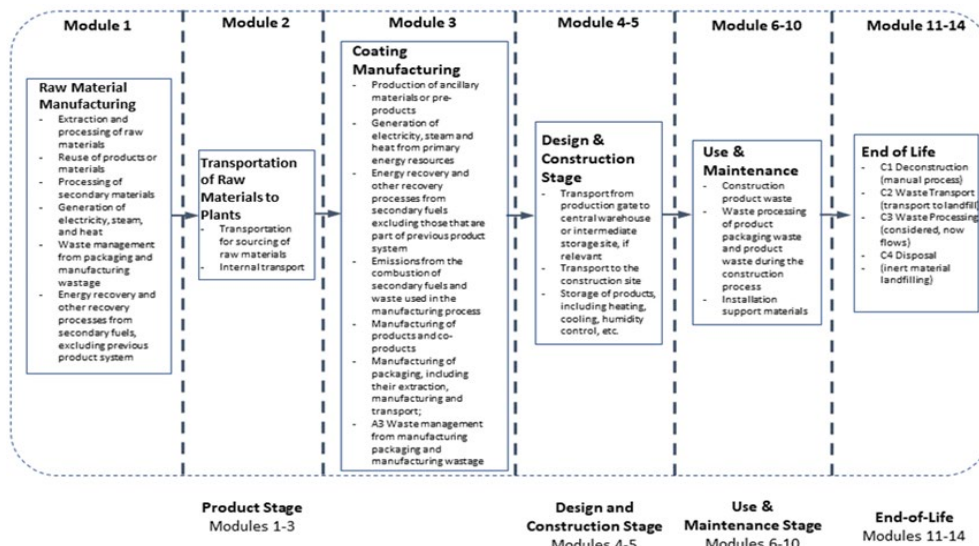 Module 1
Module 2
Module 3
Module 4-5
Module 6-10
Module 11-14
Raw Material
Manufacturing
- Extraction and
processing of raw
materials
- Reuse of products or
materials
- Processing of
secondary materials
- Generation of
electricity, steam,
and heat
- Waste management
from packaging and
manufacturing
wastage
- Energy recovery and
other recovery
processes from
secondary fuels,
excluding previous
product system
Transportation
of Raw
Materials to
Plants
- Transportation
for sourcing of
raw materials
- Internal transport
Coating
Manufacturing
- Production of ancillary
materials or pre-
products
- Generation of
electricity, steam and
heat from primary
energy resources
- Energy recovery and
other recovery
processes from
secondary fuels
excluding those that are
part of previous product
system
- Emissions from the
combustion of
secondary fuels and
waste used in the
manufacturing process
- Manufacturing of
products and co-
products
- Manufacturing of
packaging, including
their extraction,
manufacturing and
transport;
- A3 Waste management
from manufacturing
packaging and
manufacturing wastage
Design &
Construction
Stage
- Transport from
production gate to
central warehouse
or intermediate
storage site, if
relevant
- Transport to the
construction site
- Storage of products,
including heating,
cooling, humidity
control, etc.
Use &
Maintenance
- Construction
product waste
- Waste processing
of product
packaging waste and
product waste during
the construction
process
- Installation
support materials
End of Life
- C1 Deconstruction
(manual process)
- C2 Waste Transport
(transport to landfill)
- C3 Waste Processing
(considered, now
flows)
- C4 Disposal
- (inert material
landfilling)
Product Stage
Modules 1-3
Design and
Construction Stage
Modules 4-5
Use &
Maintenance Stage
Modules 6-10
End-of-Life
Modules 11-14